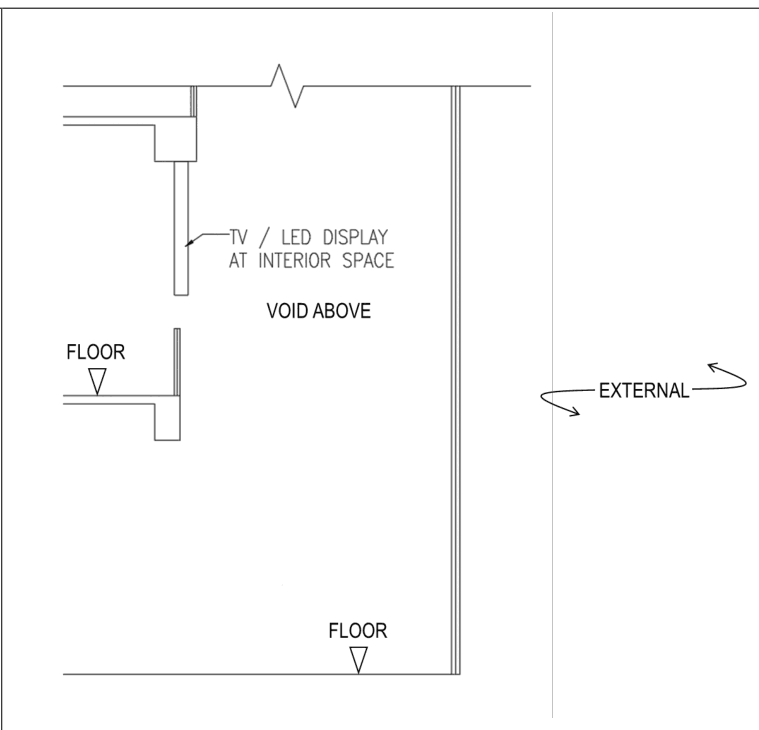 TV / LED DISPLAY
AT INTERIOR SPACE
VOID ABOVE
FLOOR
EXTERNAL
FLOOR